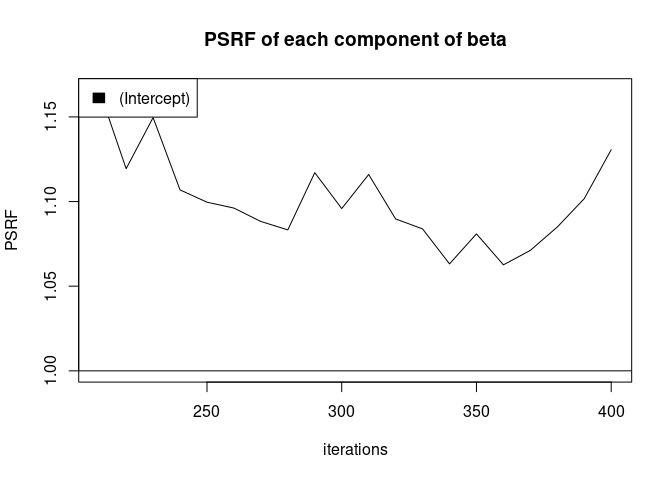 PSRF of each component of beta
(Intercept)
PSRF
1.15
1.10
1.05
1.00
250 300 350 400
iterations